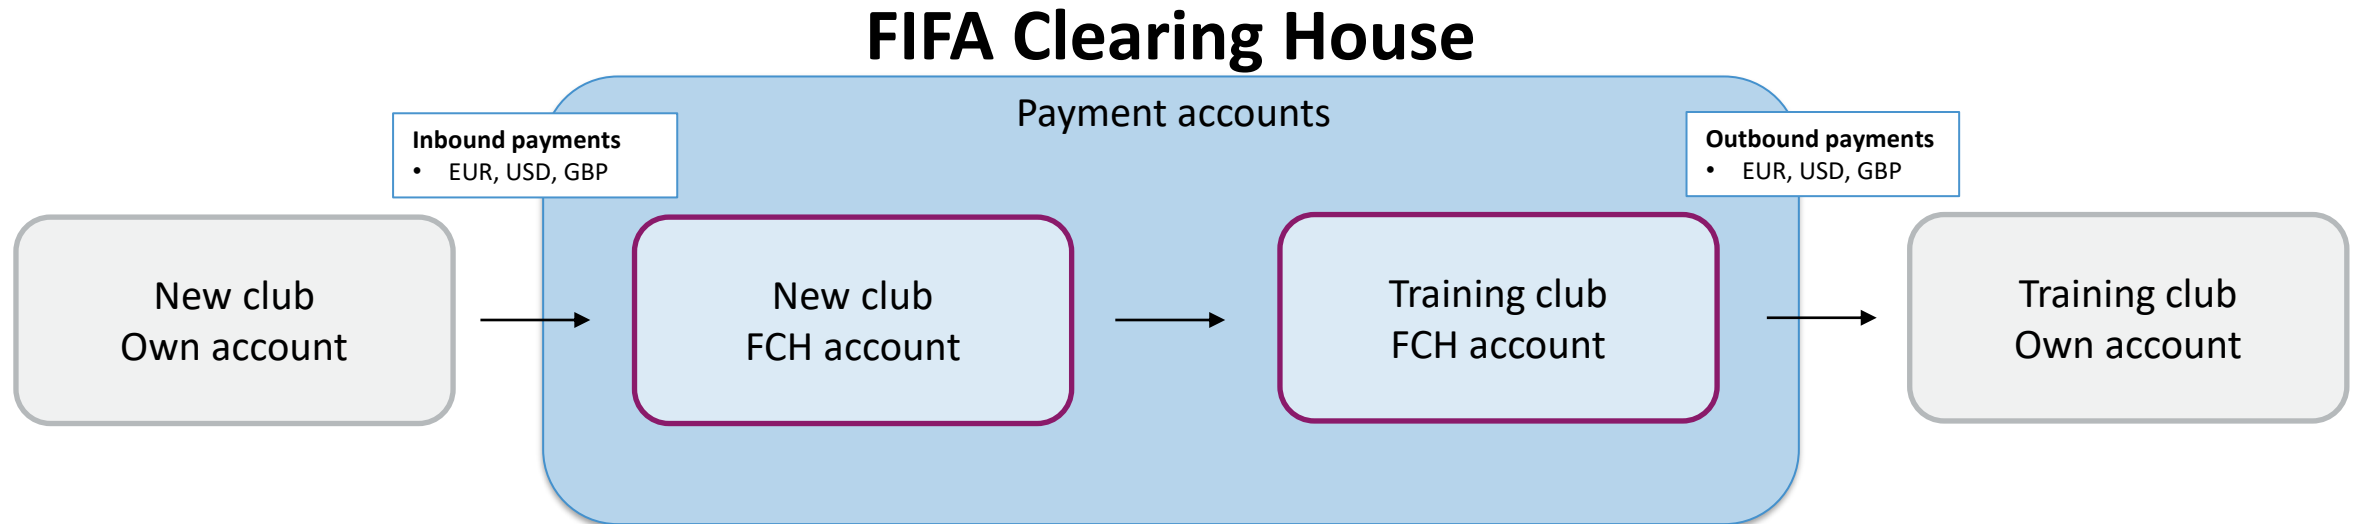 FIFA Clearing House
Payment accounts
Inbound payments
• EUR, USD, GBP
Outbound payments
• EUR, USD, GBP
New club
Own account
New club
FCH account
Training club
FCH account
Training club
Own account